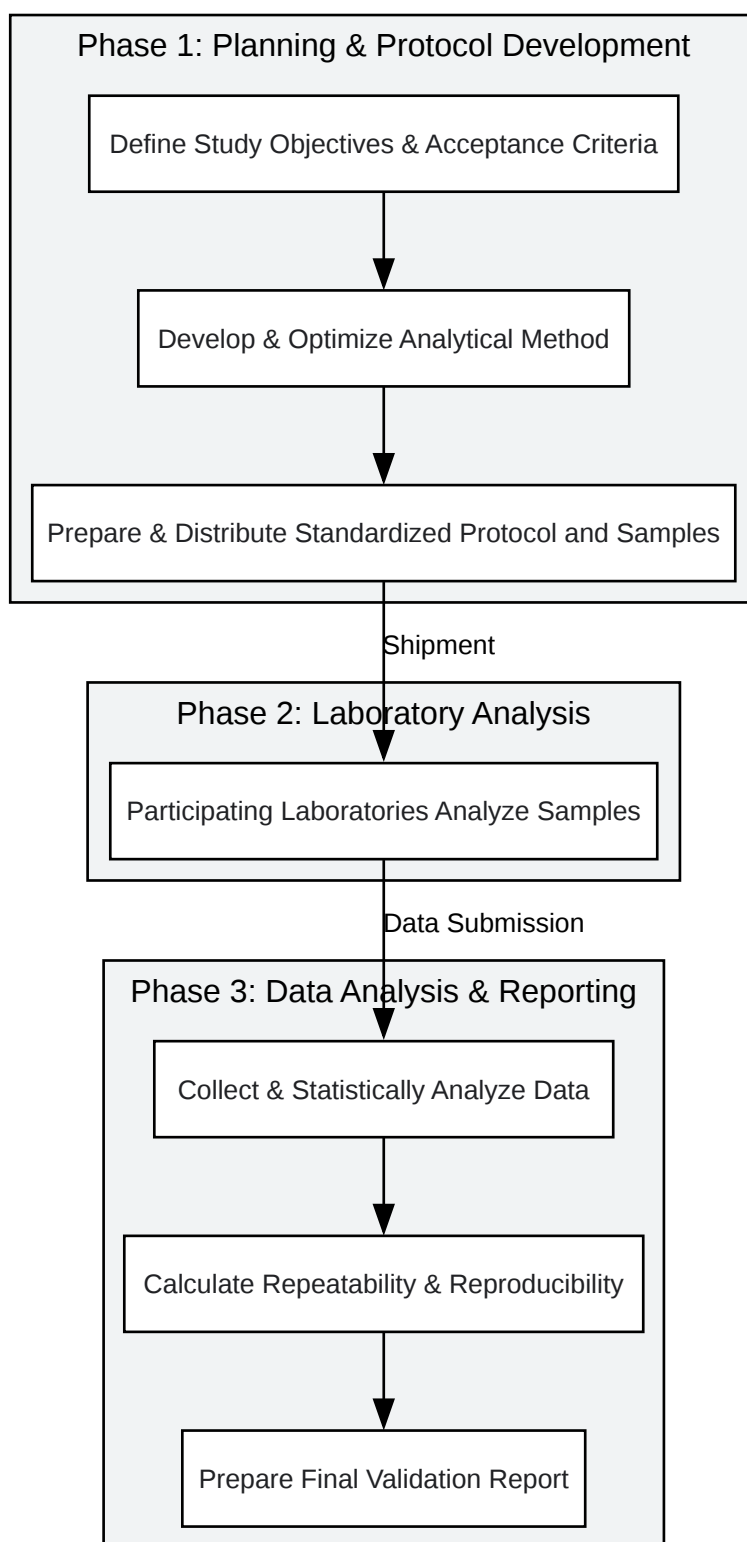 Phase 1: Planning & Protocol Development
Define Study Objectives & Acceptance Criteria
Develop & Optimize Analytical Method
Prepare & Distribute Standardized Protocol and Samples
Shipment
Phase 2: Laboratory Analysis
Participating Laboratories Analyze Samples
Data Submission
Phase 3: Data Analysis & Reporting
Collect & Statistically Analyze Data
Calculate Repeatability & Reproducibility
Prepare Final Validation Report